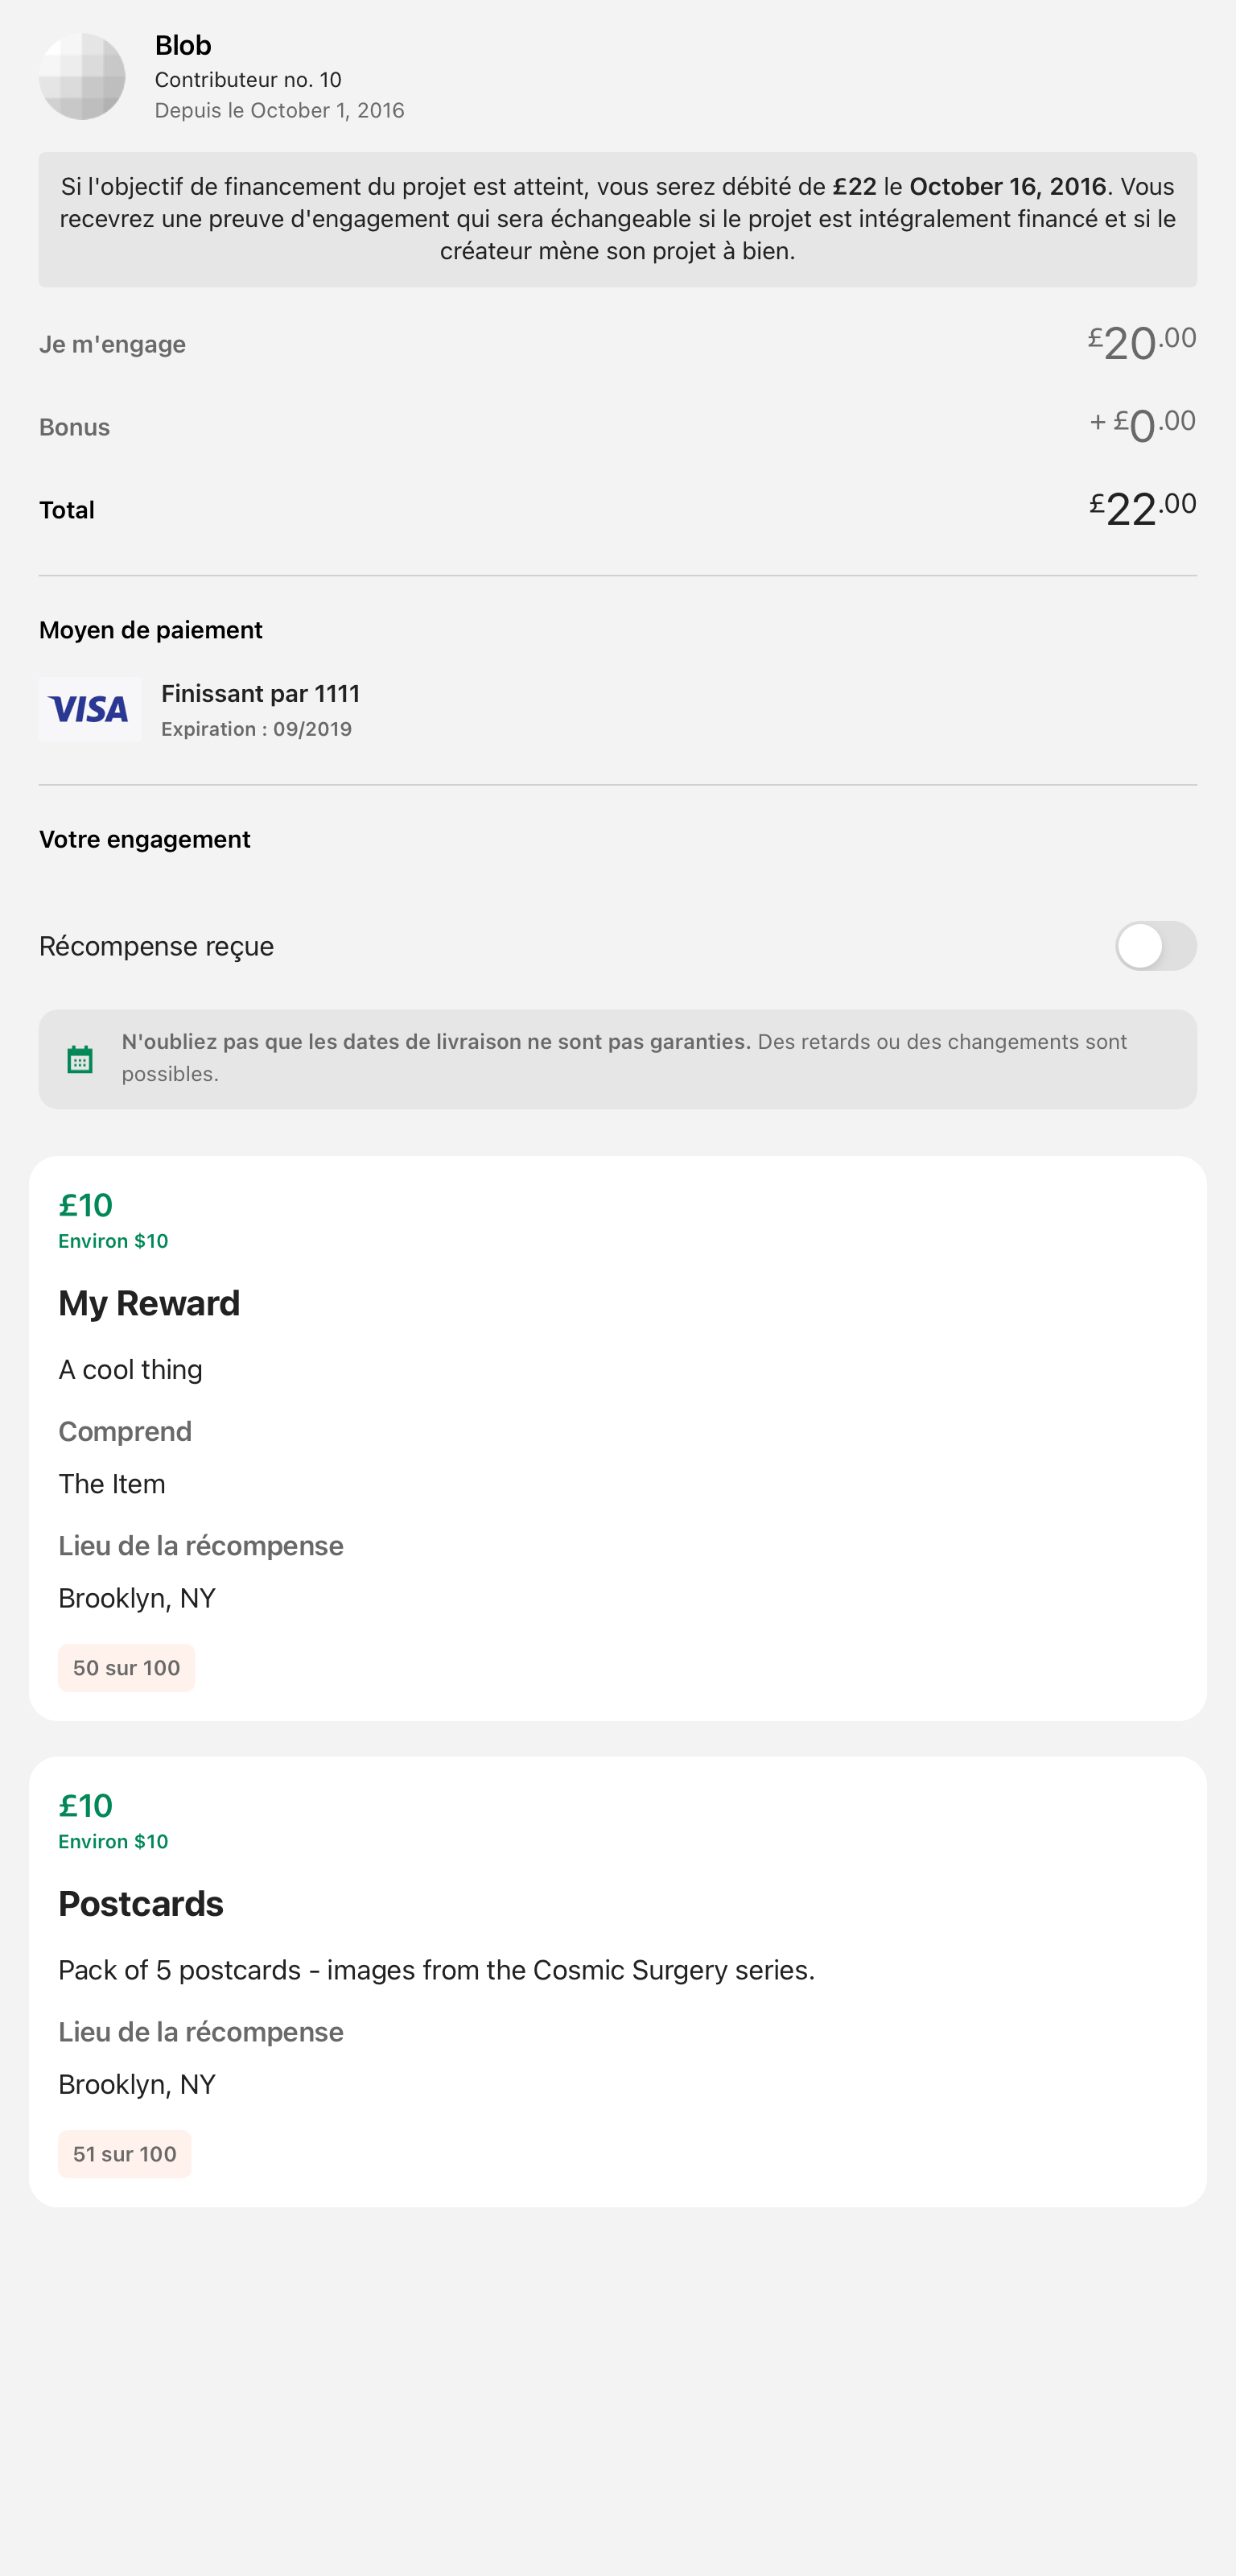 Blob
Contributeur no. 10
Depuis le October 1, 2016
Si l'objectif de financement du projet est atteint, vous serez débité de £22 le October 16, 2016. Vous
recevrez une preuve d'engagement qui sera échangeable si le projet est intégralement financé et si le
créateur mène son projet à bien.
Je m'engage £20.00
Bonus + £0.00
Total £22.00
Moyen de paiement
VISA
Finissant par 1111
Expiration : 09/2019
Votre engagement
Récompense reçue
N'oubliez pas que les dates de livraison ne sont pas garanties. Des retards ou des changements sont
possibles.
£10
Environ $10
My Reward
A cool thing
Comprend
The Item
Lieu de la récompense
Brooklyn, NY
50 sur 100
£10
Environ $10
Postcards
Pack of 5 postcards - images from the Cosmic Surgery series.
Lieu de la récompense
Brooklyn, NY
51 sur 100